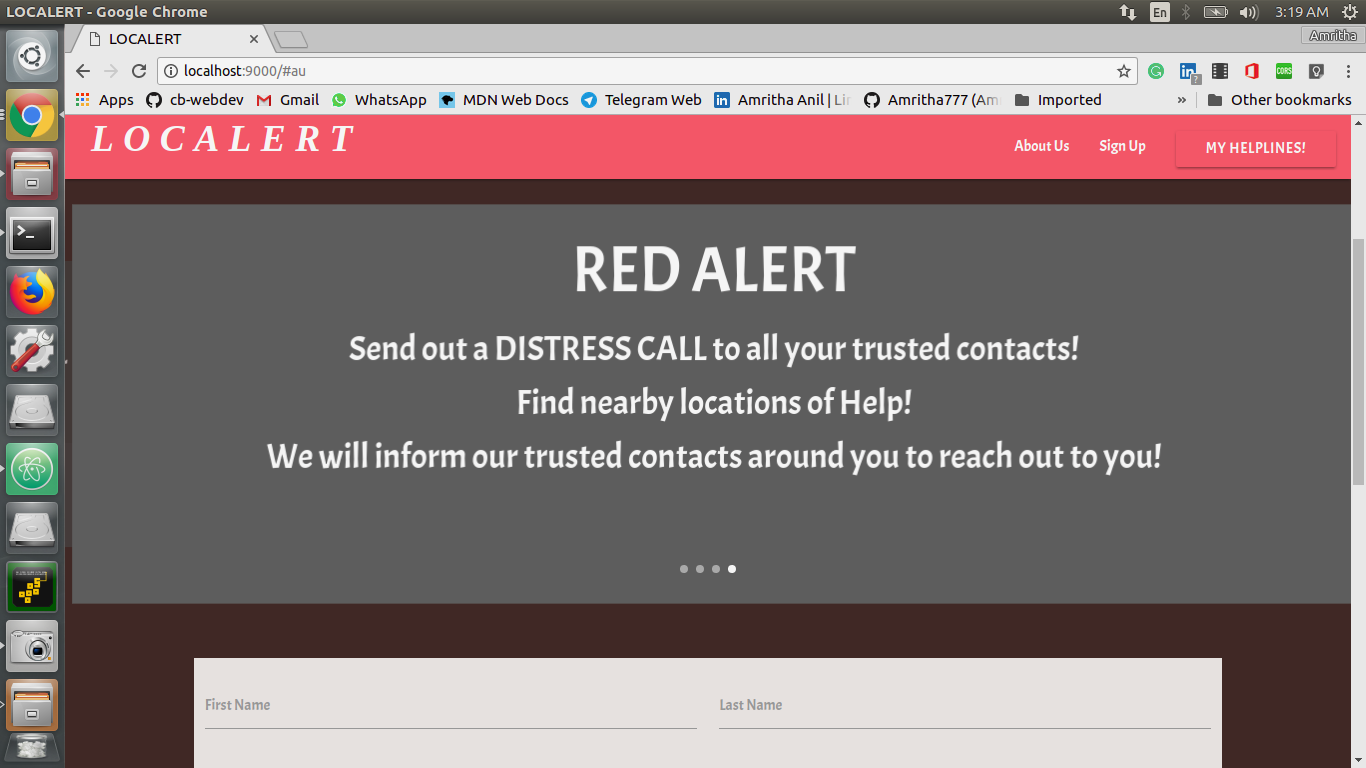 LOCALERT - Google Chrome
En
3:19 AM
LOCALERT
Amritha
localhost:9000/#au
CORS
Apps
cb-webdev
Gmail
WhatsApp
MDN Web Docs
Telegram Web
Amritha Anil | Lin
Amritha777 (Am
Imported
»
Other bookmarks
LOCALERT
About Us
Sign Up
MY HELPLINES!
RED ALERT
Send out a DISTRESS CALL to all your trusted contacts!
Find nearby locations of Help!
We will inform our trusted contacts around you to reach out to you!
First Name
Last Name